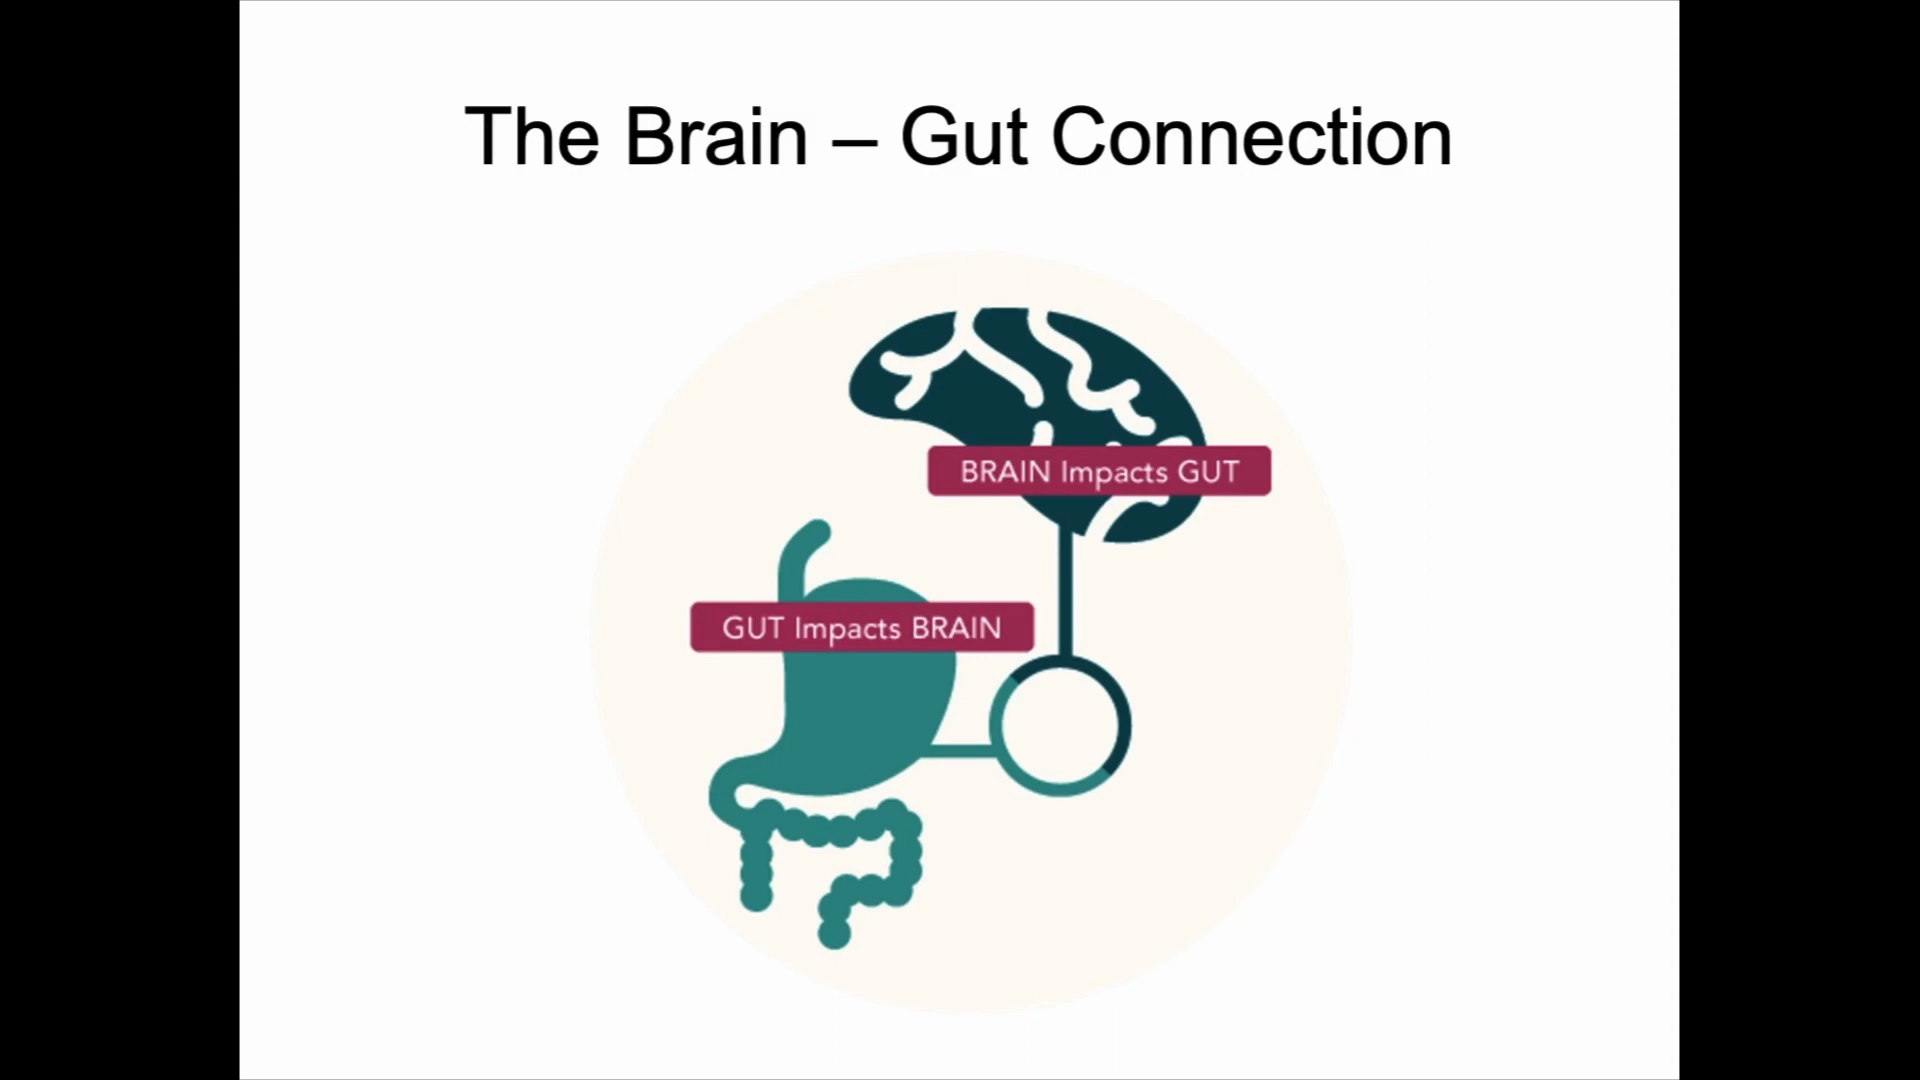 The Brain – Gut Connection
BRAIN Impacts GUT
GUT Impacts BRAIN